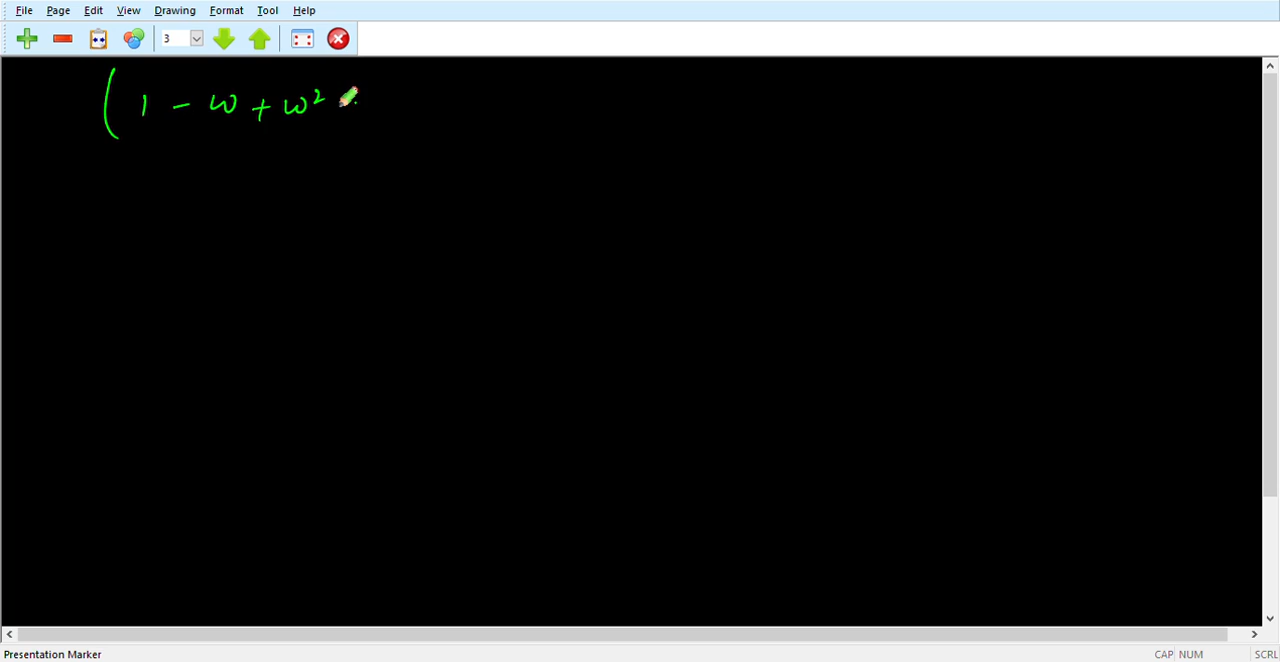 File Page Edit View Drawing Format Tool Help
3
( 1 - ω + ω²
Presentation Marker
CAP NUM SCRL